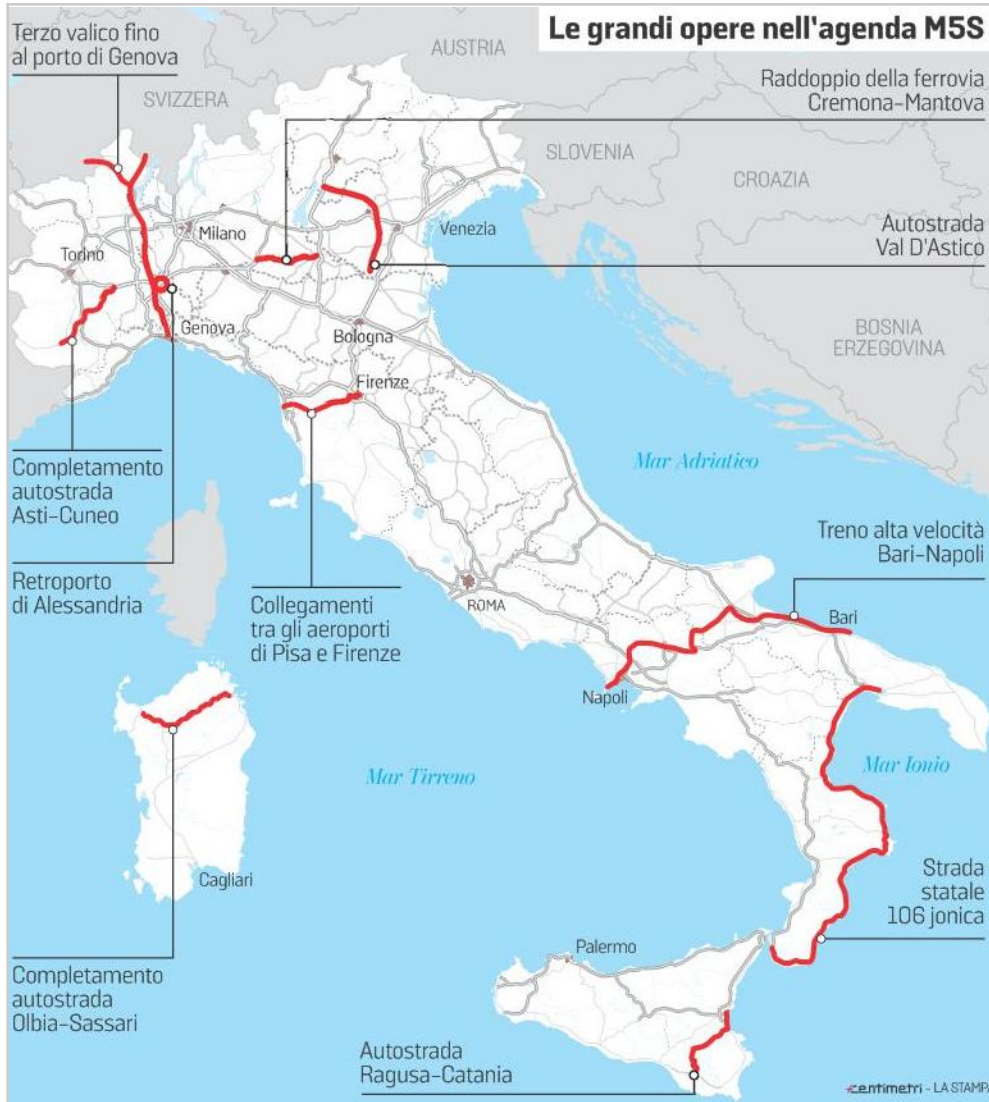 Le grandi opere nell'agenda M5S
Terzo valico fino
al porto di Genova
AUSTRIA
Raddoppio della ferrovia
Cremona-Mantova
SVIZZERA
SLOVENIA
CROAZIA
Milano
Venezia
Autostrada
Val D'Astico
Torino
Genova
Bologna
BOSNIA
ERZEGOVINA
Firenze
Completamento
autostrada
Asti-Cuneo
Mar Adriatico
Treno alta velocità
Bari-Napoli
Retroporto
di Alessandria
Collegamenti
tra gli aeroporti
di Pisa e Firenze
ROMA
Bari
Napoli
Mar Tirreno
Mar Ionio
Cagliari
Strada
statale
106 jonica
Palermo
Completamento
autostrada
Olbia-Sassari
Autostrada
Ragusa-Catania
centimetri - LA STAMPA